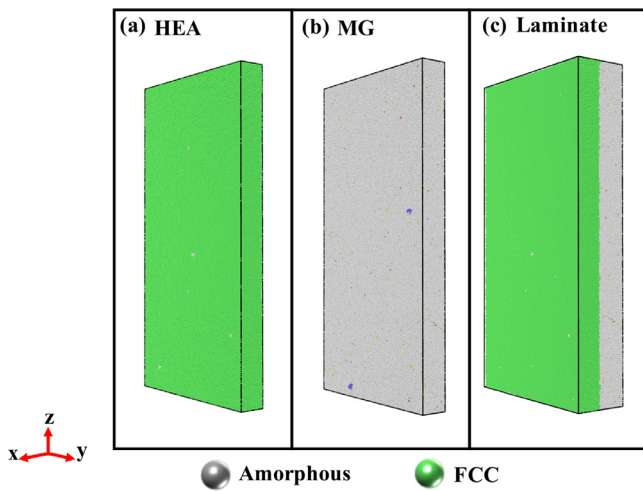 (a) HEA
(b) MG
(c) Laminate
z
x
y
Amorphous
FCC